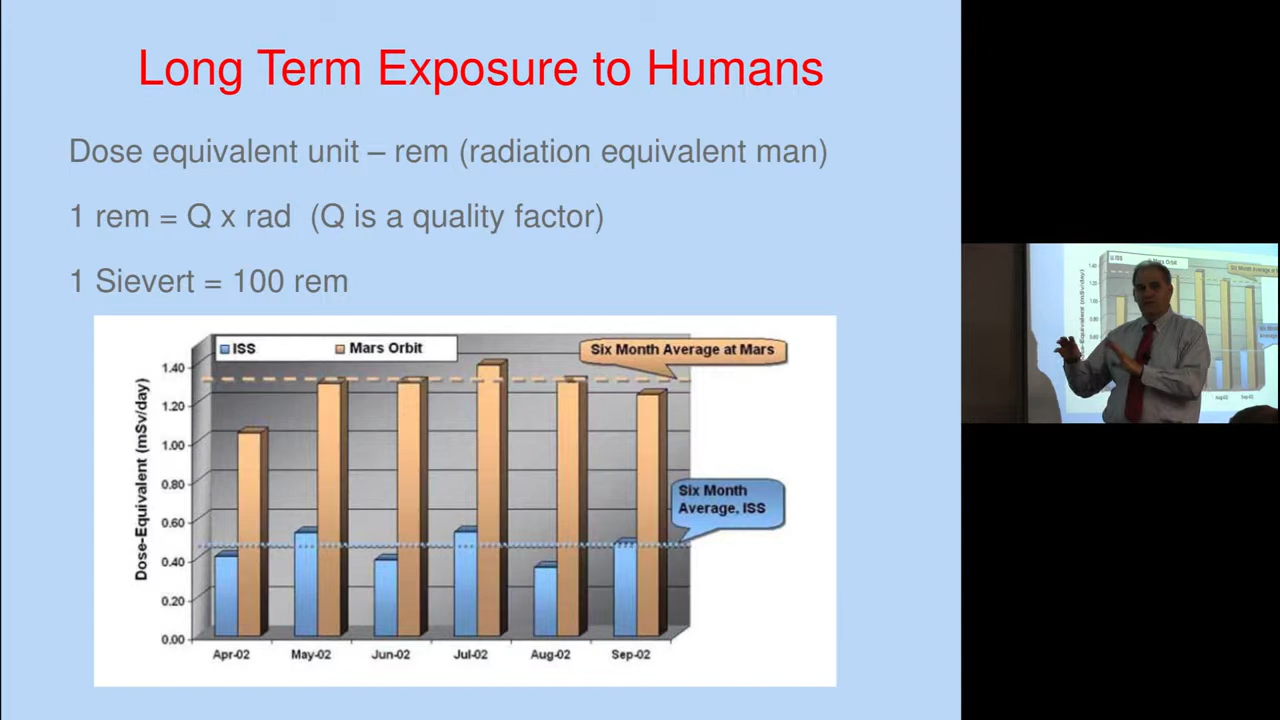 Long Term Exposure to Humans
Dose equivalent unit – rem (radiation equivalent man)
1 rem = Q x rad  (Q is a quality factor)
1 Sievert = 100 rem
ISS
Mars Orbit
Six Month Average at Mars
Six Month
Average, ISS
Dose-Equivalent (mSv/day)
1.40
1.20
1.00
0.80
0.60
0.40
0.20
0.00
Apr-02
May-02
Jun-02
Jul-02
Aug-02
Sep-02
ISS
Mars Orbit